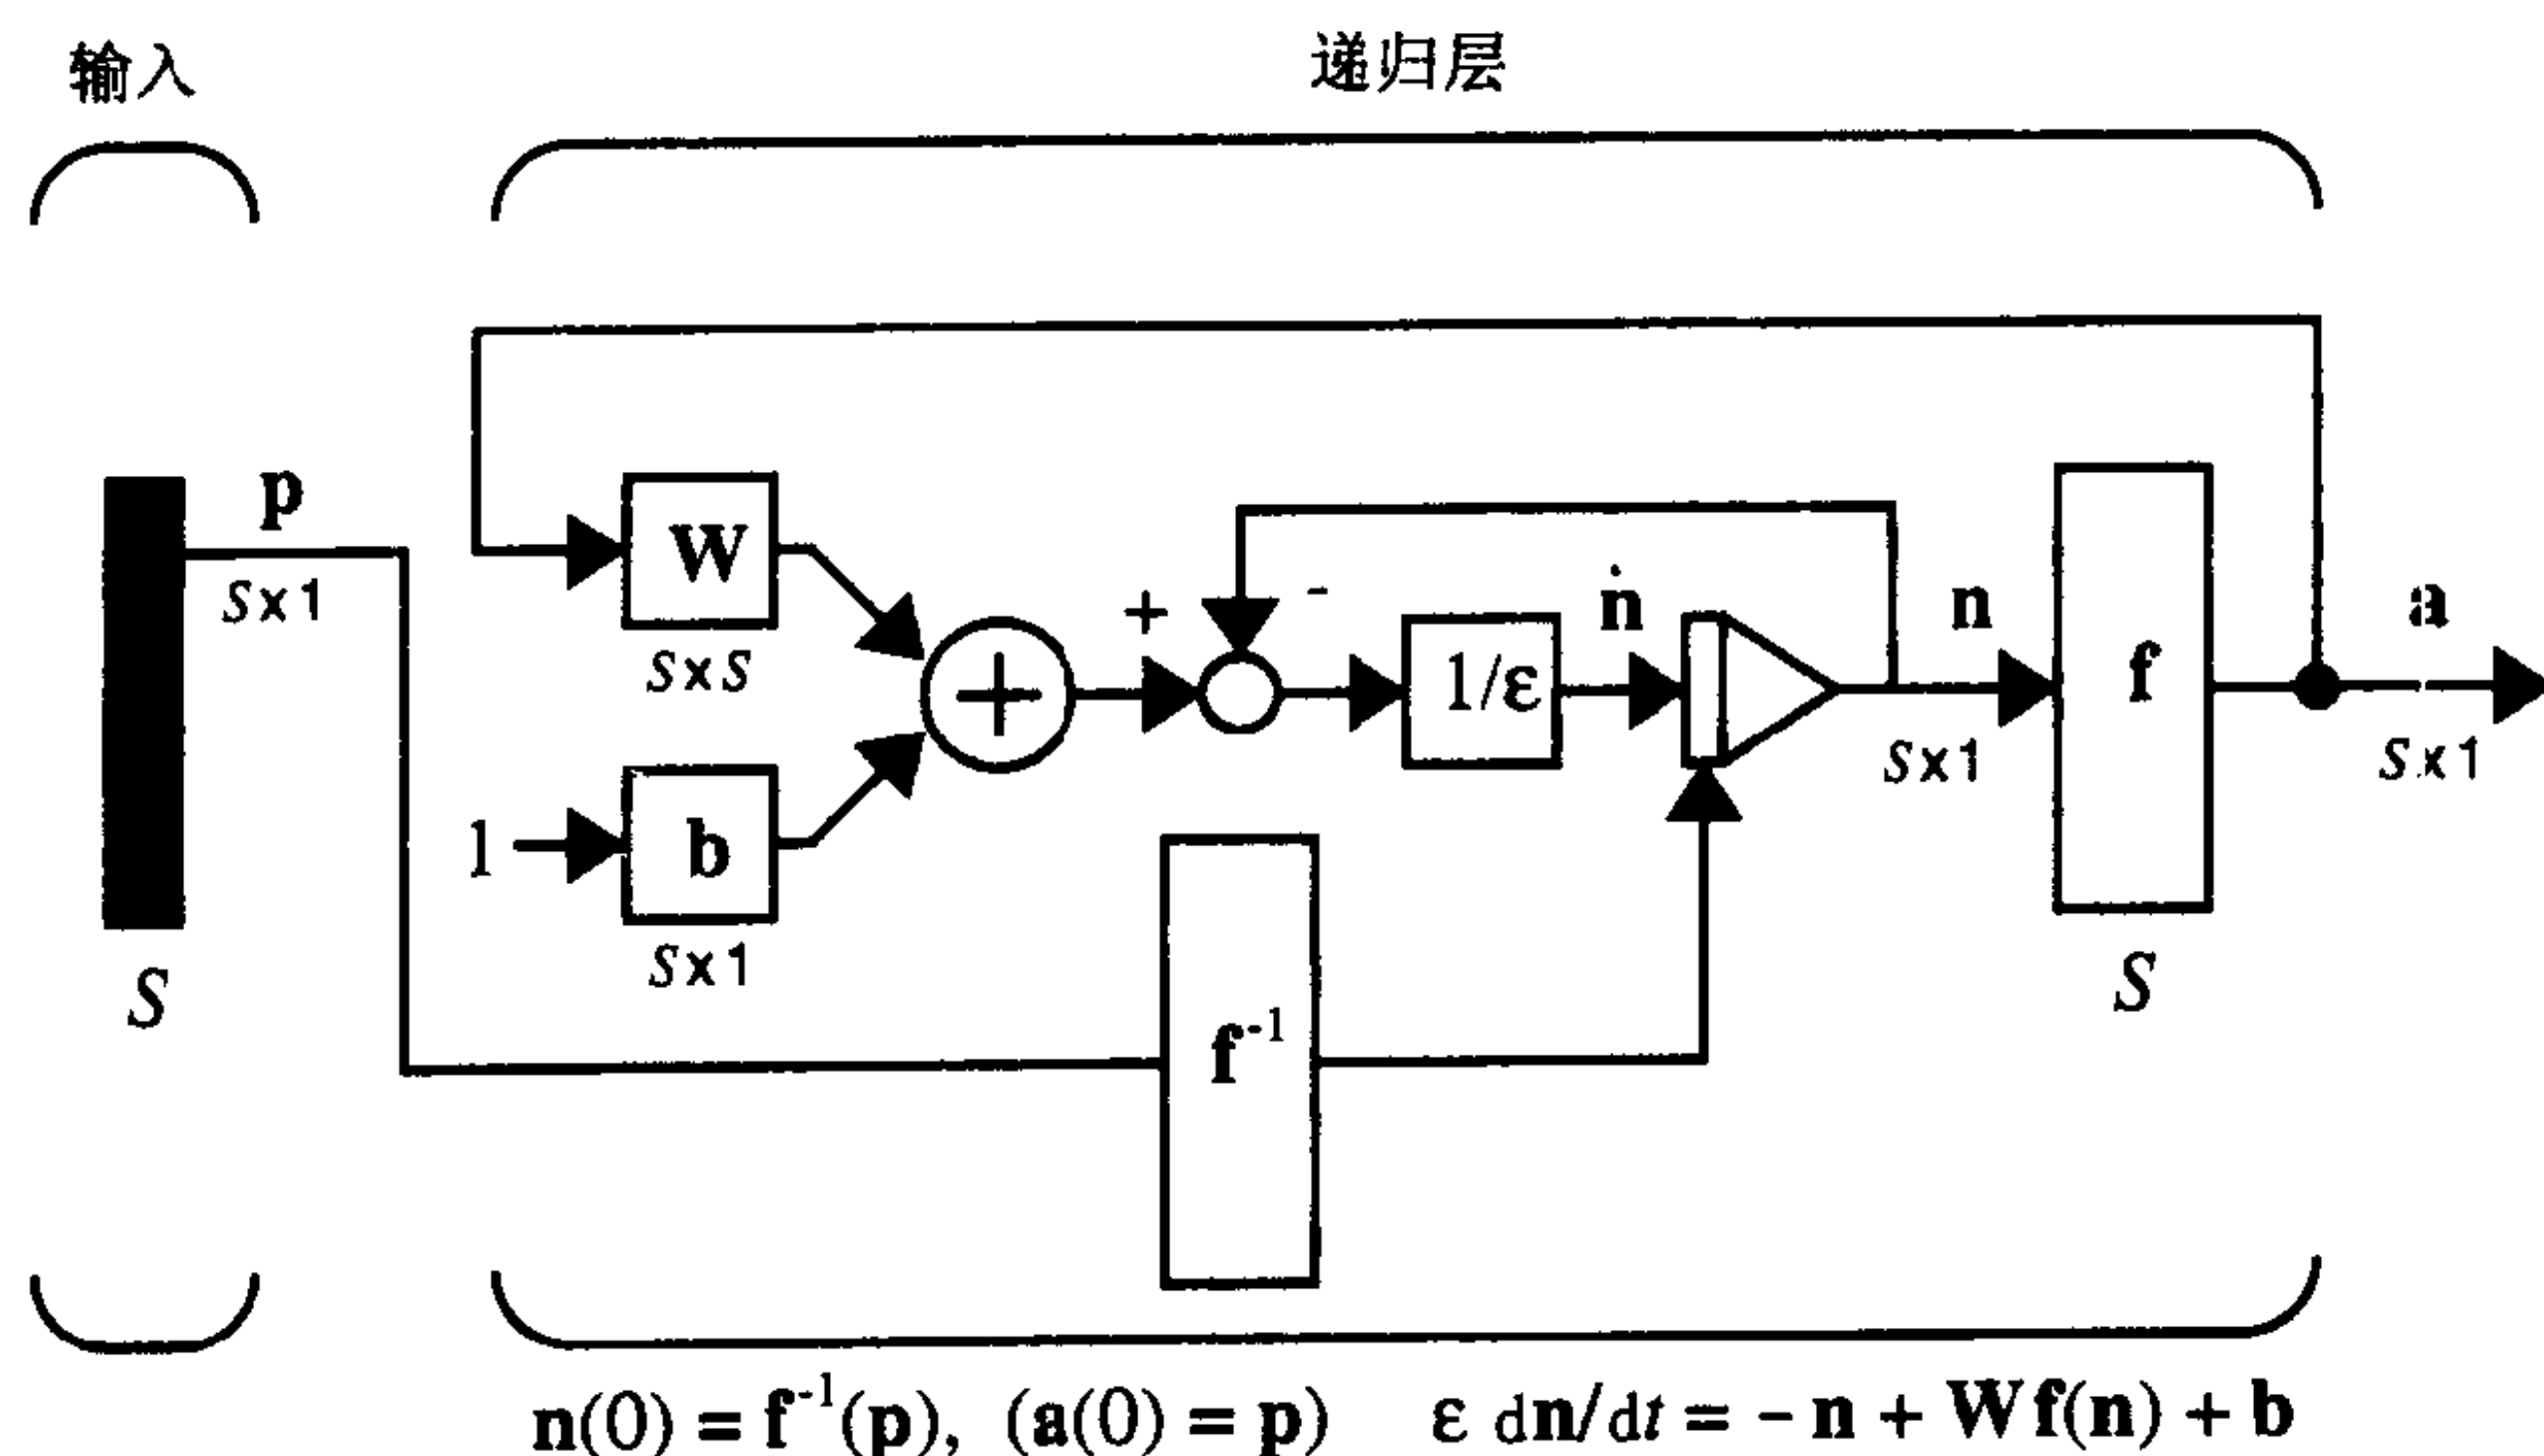 输入
递归层
p
S×1
W
S×S
1
b
S×1
+
+
-
1/ε
ṅ
n
S×1
f
a
S×1
S
S
f⁻¹
n(0) = f⁻¹(p), (a(0) = p) ε dn/dt = − n + Wf(n) + b